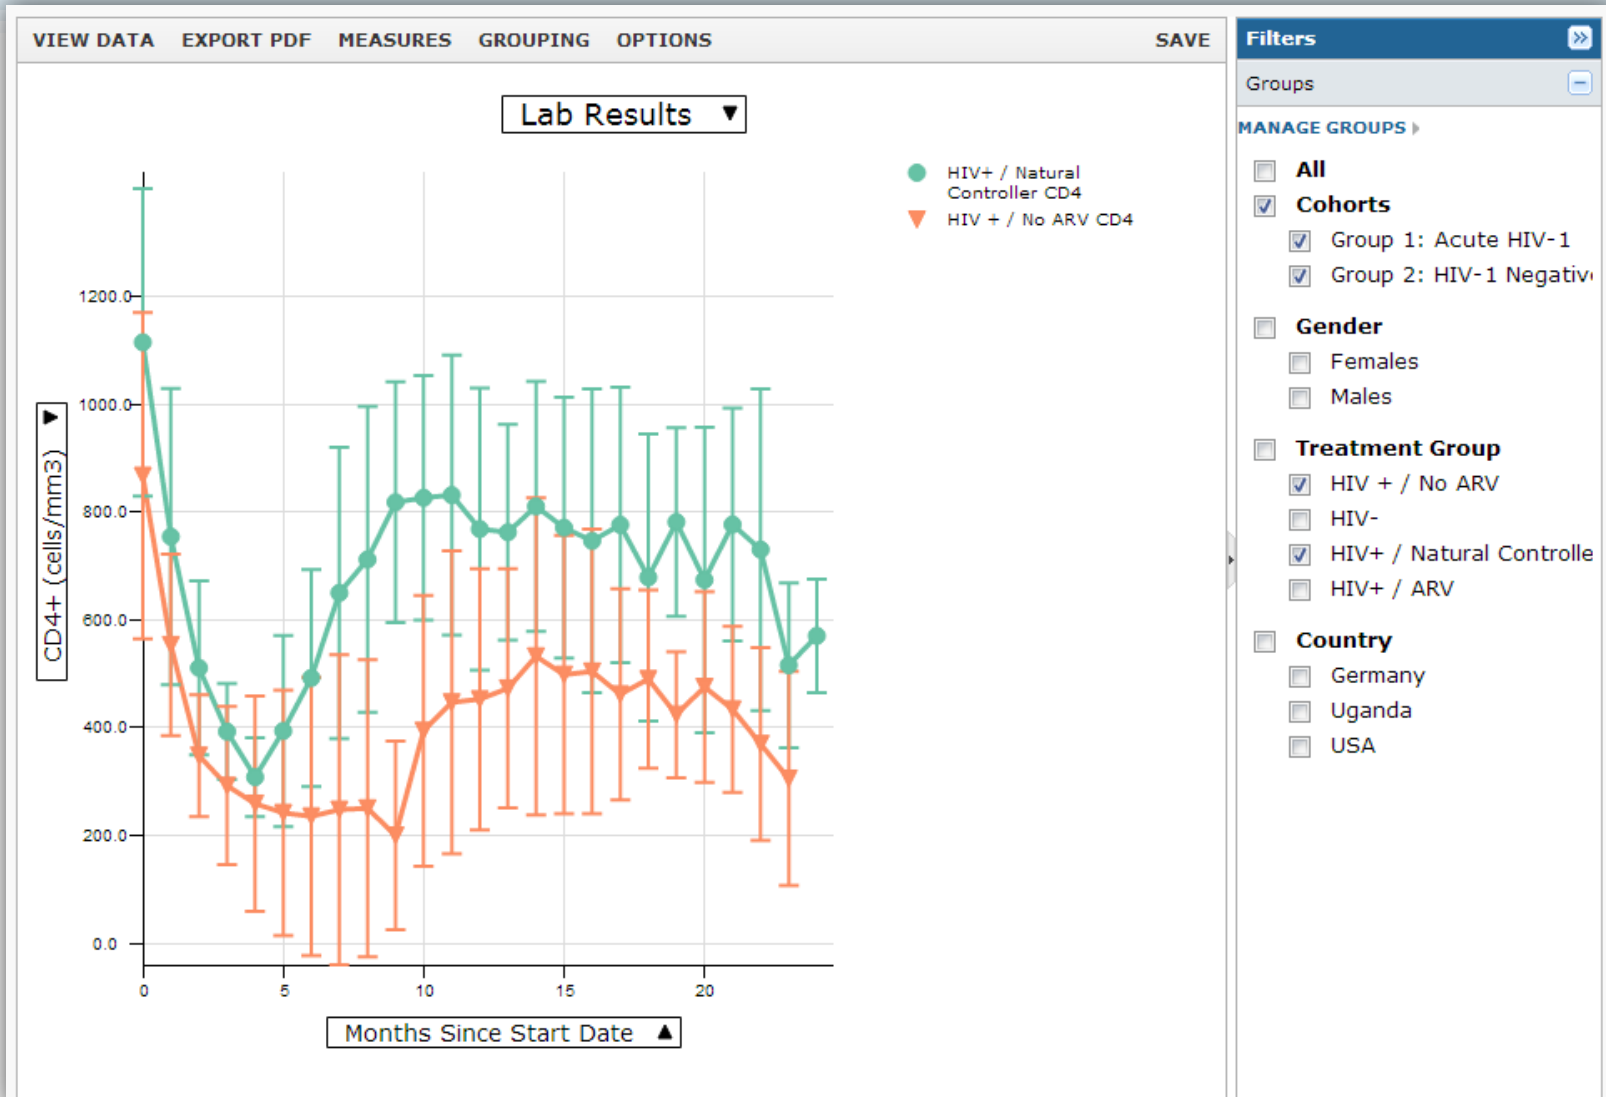 VIEW DATA EXPORT PDF MEASURES GROUPING OPTIONS SAVE
Lab Results
HIV+ / Natural
Controller CD4
HIV + / No ARV CD4
1200.0
1000.0
800.0
600.0
400.0
200.0
0.0
CD4+ (cells/mm3)
0 5 10 15 20
Months Since Start Date
Filters
Groups
MANAGE GROUPS
All
Cohorts
Group 1: Acute HIV-1
Group 2: HIV-1 Negativ
Gender
Females
Males
Treatment Group
HIV + / No ARV
HIV-
HIV+ / Natural Controlle
HIV+ / ARV
Country
Germany
Uganda
USA